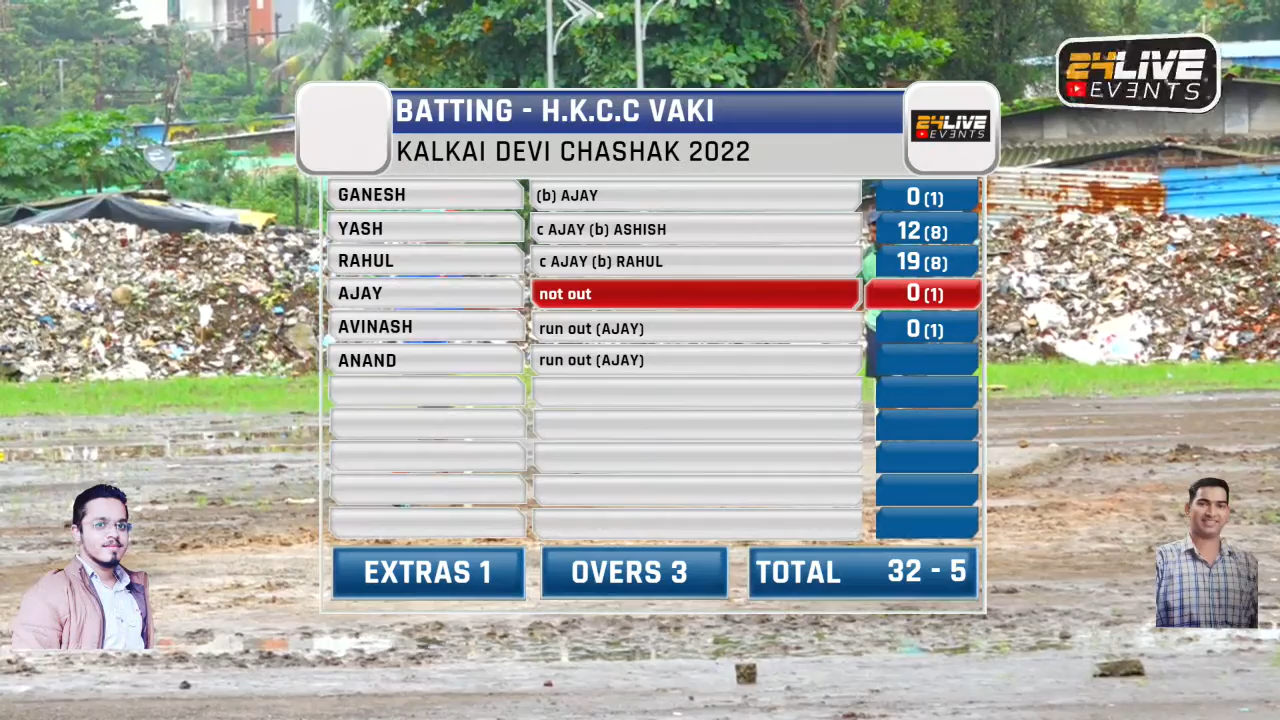 24LIVE
EVENTS
BATTING - H.K.C.C VAKI
KALKAI DEVI CHASHAK 2022
24LIVE
EVENTS
GANESH (b) AJAY 0 (1)
YASH c AJAY (b) ASHISH 12 (8)
RAHUL c AJAY (b) RAHUL 19 (8)
AJAY not out 0 (1)
AVINASH run out (AJAY) 0 (1)
ANAND run out (AJAY)
EXTRAS 1 OVERS 3 TOTAL 32 - 5